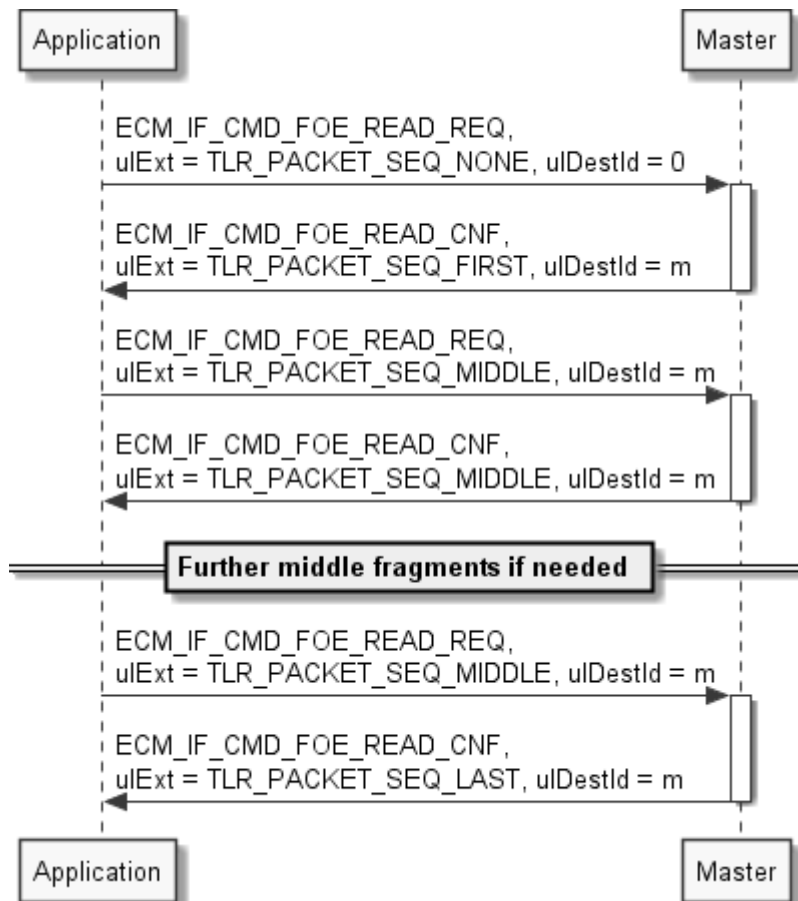 Application Master
ECM_IF_CMD_FOE_READ_REQ,
ulExt = TLR_PACKET_SEQ_NONE, ulDestId = 0
ECM_IF_CMD_FOE_READ_CNF,
ulExt = TLR_PACKET_SEQ_FIRST, ulDestId = m
ECM_IF_CMD_FOE_READ_REQ,
ulExt = TLR_PACKET_SEQ_MIDDLE, ulDestId = m
ECM_IF_CMD_FOE_READ_CNF,
ulExt = TLR_PACKET_SEQ_MIDDLE, ulDestId = m
Further middle fragments if needed
ECM_IF_CMD_FOE_READ_REQ,
ulExt = TLR_PACKET_SEQ_MIDDLE, ulDestId = m
ECM_IF_CMD_FOE_READ_CNF,
ulExt = TLR_PACKET_SEQ_LAST, ulDestId = m
Application Master